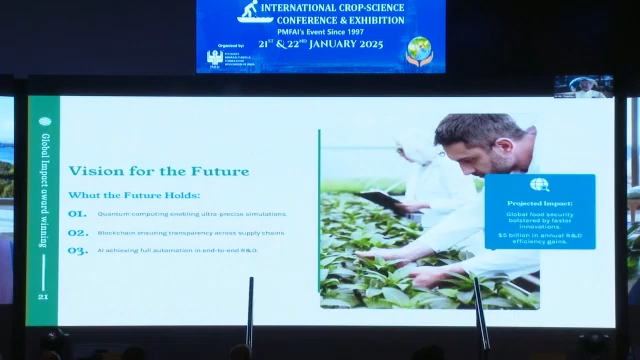 INTERNATIONAL CROP-SCIENCE
CONFERENCE & EXHIBITION
PMFAI's Event Since 1997
Organised by:
21ST & 22ND JANUARY 2025
Global Impact award winning
21
Vision for the Future
What the Future Holds:
01. Quantum computing enabling ultra-precise simulations.
02. Blockchain ensuring transparency across supply chains
03. AI achieving full automation in end-to-end R&D.
Projected Impact:
Global food security
bolstered by faster
innovations.
$5 billion in annual R&D
efficiency gains.